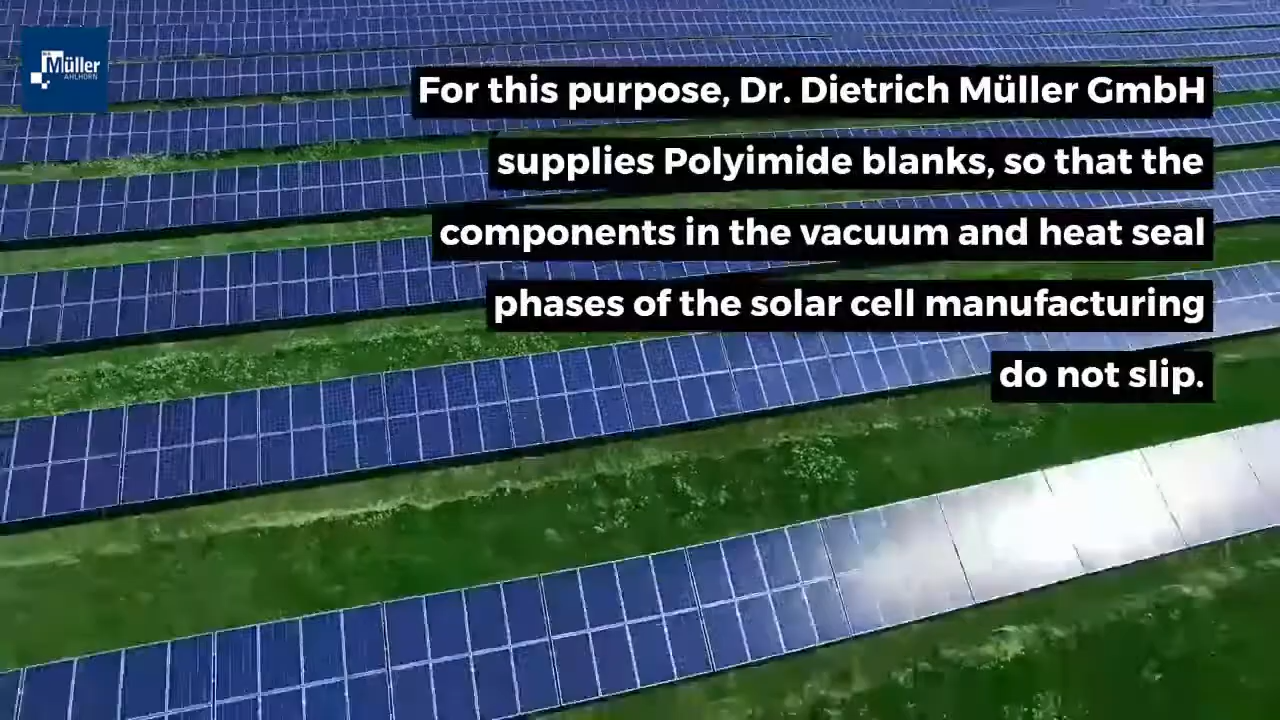 Müller
AHLHORN
For this purpose, Dr. Dietrich Müller GmbH
supplies Polyimide blanks, so that the
components in the vacuum and heat seal
phases of the solar cell manufacturing
do not slip.